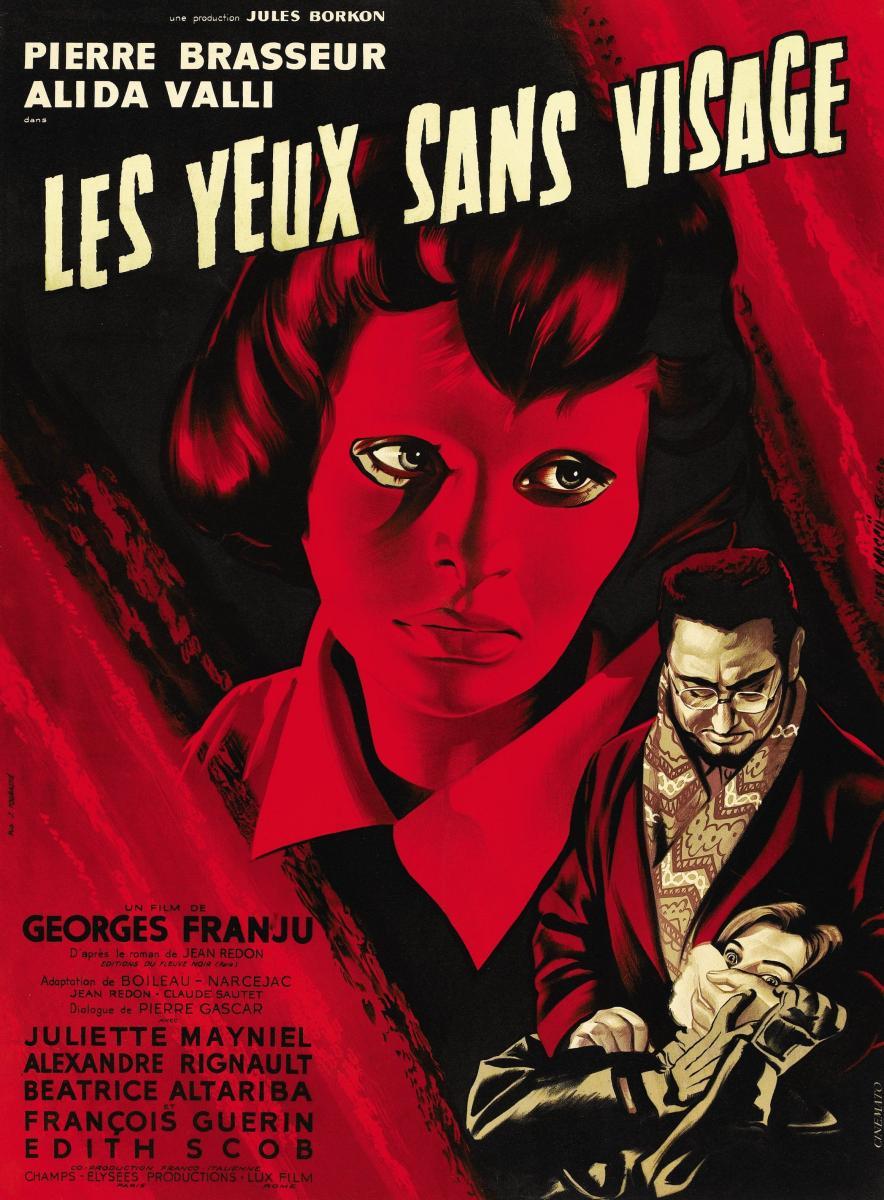 une production JULES BORKON
PIERRE BRASSEUR
ALIDA VALLI
dans
LES YEUX SANS VISAGE
UN FILM DE
GEORGES FRANJU
D'après le roman de JEAN REDON
EDITIONS DU FLEUVE NOIR (Paris)
Adaptation de BOILEAU - NARCEJAC
JEAN REDON - CLAUDE SAUTET
Dialogue de PIERRE GASCAR
AVEC
JULIETTE MAYNIEL
ALEXANDRE RIGNAULT
BEATRICE ALTARIBA
ET
FRANÇOIS GUERIN
EDITH SCOB
CO-PRODUCTION FRANCO-ITALIENNE
CHAMPS-ELYSEES PRODUCTIONS - LUX FILM
PARIS ROME
CINEMATO